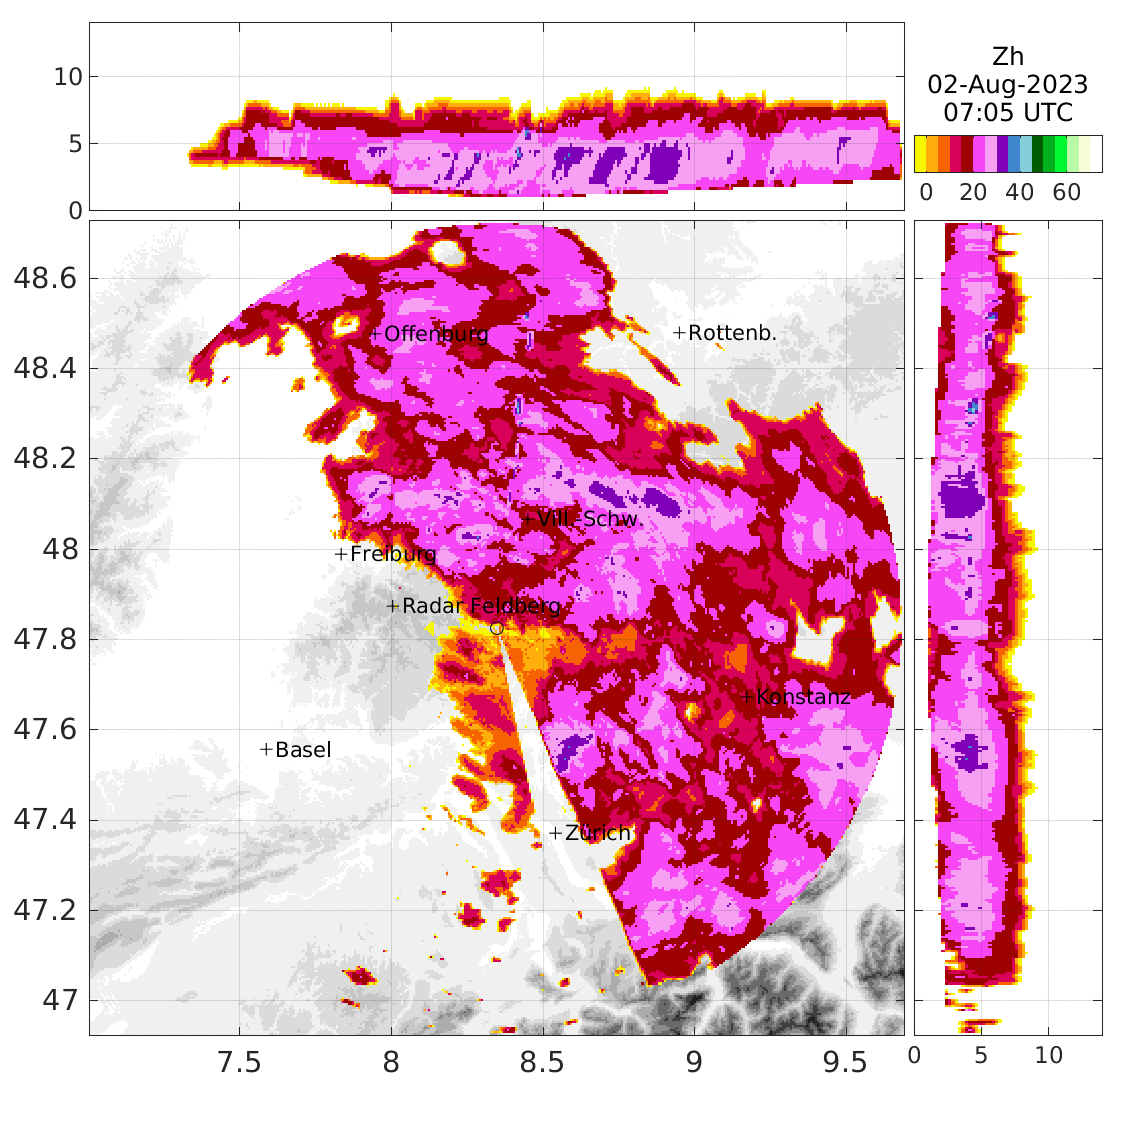 10
5
0
Zh
02-Aug-2023
07:05 UTC
0 20 40 60
48.6
48.4
48.2
48
47.8
47.6
47.4
47.2
47
+Offenburg
+Rottenb.
+Vill.-Schw.
+Freiburg
+Radar Feldberg
+Konstanz
+Basel
+Zürich
7.5 8 8.5 9 9.5
0 5 10